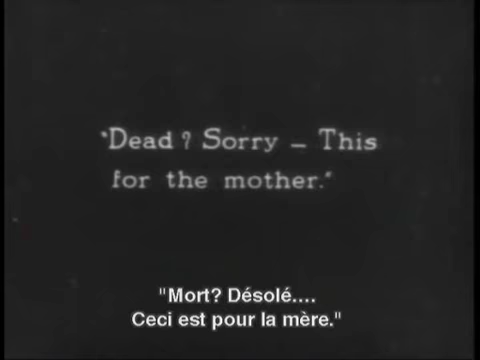 "Dead? Sorry — This
for the mother."
"Mort? Désolé....
Ceci est pour la mère."